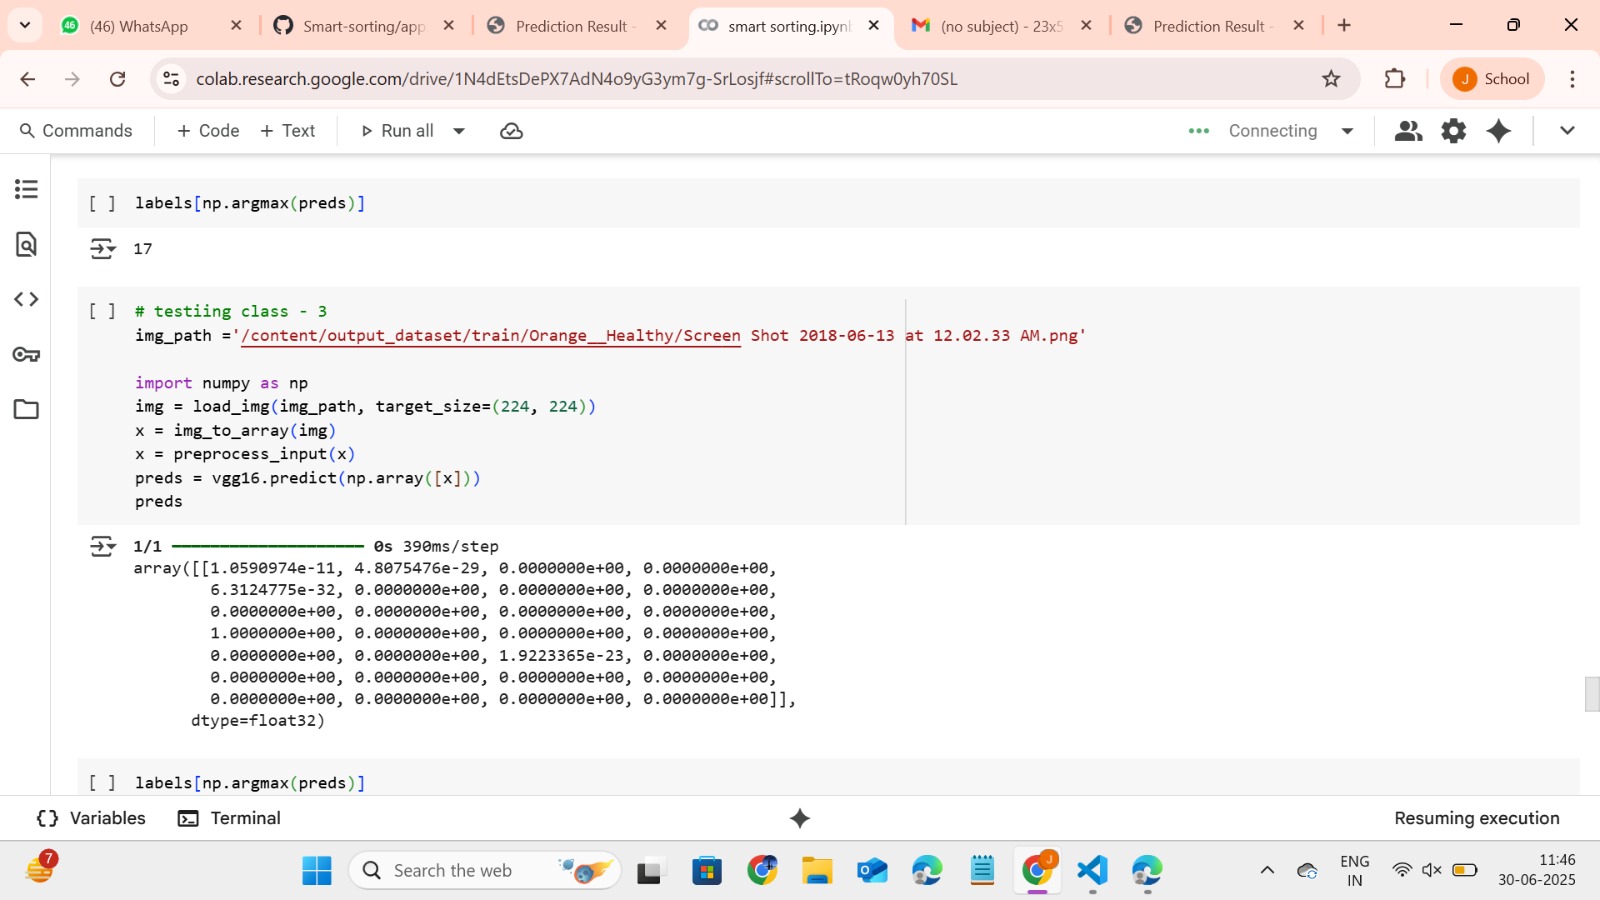 (46) WhatsApp
Smart-sorting/app
Prediction Result -
smart sorting.ipynb
(no subject) - 23x5
Prediction Result -
colab.research.google.com/drive/1N4dEtsDePX7AdN4o9yG3ym7g-SrLosjf#scrollTo=tRoqw0yh70SL
J School
Commands + Code + Text Run all Connecting
[ ] labels[np.argmax(preds)]
17
[ ] # testiing class - 3
img_path ='/content/output_dataset/train/Orange__Healthy/Screen Shot 2018-06-13 at 12.02.33 AM.png'
import numpy as np
img = load_img(img_path, target_size=(224, 224))
x = img_to_array(img)
x = preprocess_input(x)
preds = vgg16.predict(np.array([x]))
preds
1/1 ━━━━━━━━━━━━━━━━━━━━ 0s 390ms/step
array([[1.0590974e-11, 4.8075476e-29, 0.0000000e+00, 0.0000000e+00,
6.3124775e-32, 0.0000000e+00, 0.0000000e+00, 0.0000000e+00,
0.0000000e+00, 0.0000000e+00, 0.0000000e+00, 0.0000000e+00,
1.0000000e+00, 0.0000000e+00, 0.0000000e+00, 0.0000000e+00,
0.0000000e+00, 0.0000000e+00, 1.9223365e-23, 0.0000000e+00,
0.0000000e+00, 0.0000000e+00, 0.0000000e+00, 0.0000000e+00,
0.0000000e+00, 0.0000000e+00, 0.0000000e+00, 0.0000000e+00]],
dtype=float32)
[ ] labels[np.argmax(preds)]
{} Variables Terminal Resuming execution
7
Search the web
J
ENG
IN
11:46
30-06-2025